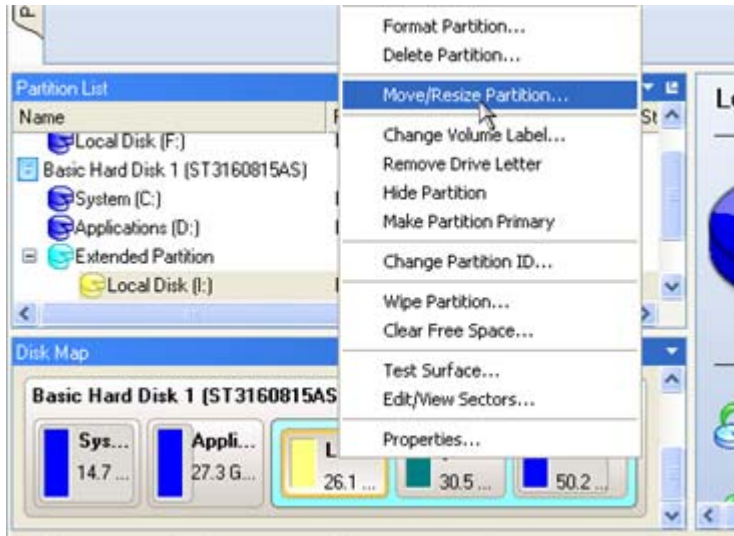 P
Format Partition...
Delete Partition...
Move/Resize Partition...
Change Volume Label...
Remove Drive Letter
Hide Partition
Make Partition Primary
Change Partition ID...
Wipe Partition...
Clear Free Space...
Test Surface...
Edit/View Sectors...
Properties...
Partition List
Name
St
Local Disk (F:)
Basic Hard Disk 1 (ST3160815AS)
System (C:)
Applications (D:)
Extended Partition
Local Disk (I:)
Disk Map
Basic Hard Disk 1 (ST3160815AS
Sys...
14.7 ...
Appli...
27.3 G...
L
26.1 ...
30.5 ...
50.2 ...